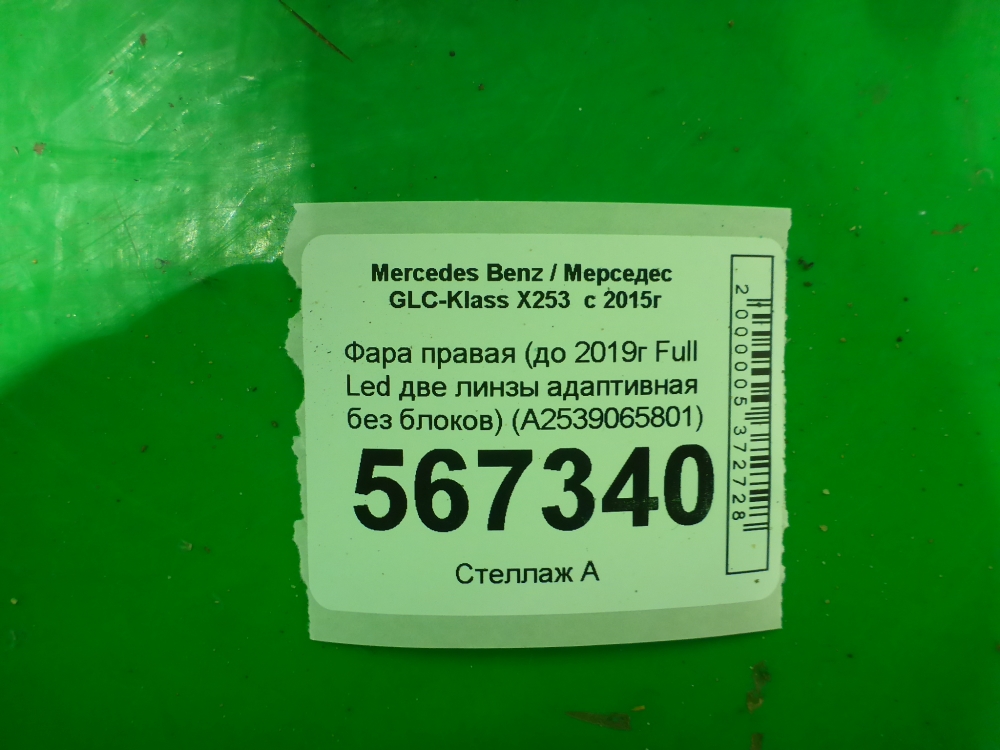 Mercedes Benz / Мерседес
GLC-Klass X253 с 2015г
Фара правая (до 2019г Full
Led две линзы адаптивная
без блоков) (A2539065801)
567340
Стеллаж А
2000005372728